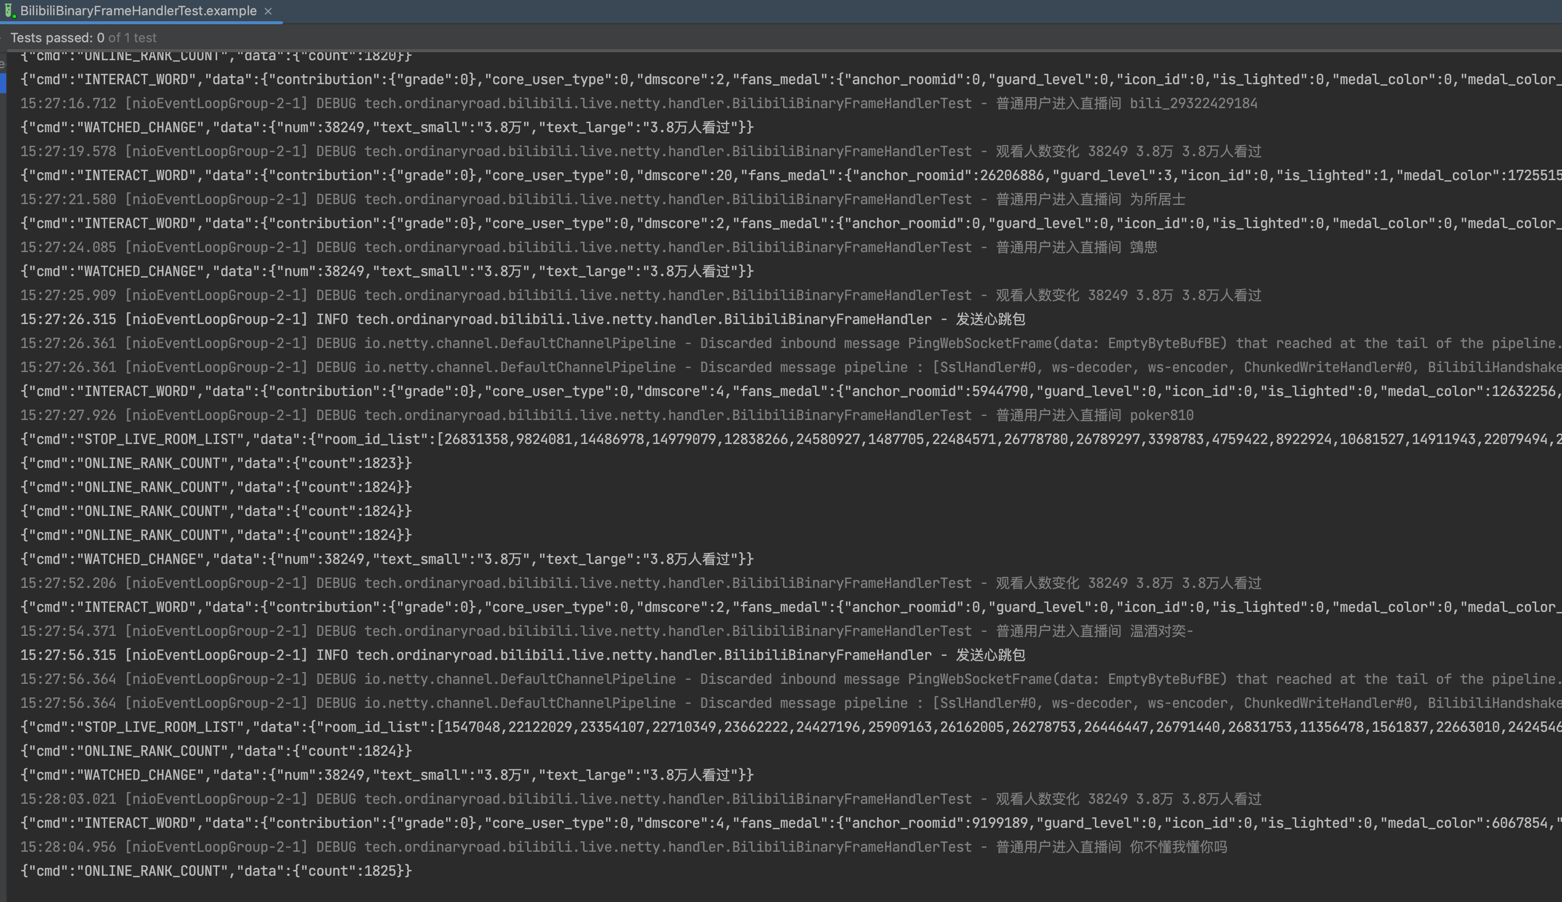 BilibiliBinaryFrameHandlerTest.example ×
Tests passed: 0 of 1 test
{"cmd":"ONLINE_RANK_COUNT","data":{"count":1820}}
{"cmd":"INTERACT_WORD","data":{"contribution":{"grade":0},"core_user_type":0,"dmscore":2,"fans_medal":{"anchor_roomid":0,"guard_level":0,"icon_id":0,"is_lighted":0,"medal_color":0,"medal_color_
15:27:16.712 [nioEventLoopGroup-2-1] DEBUG tech.ordinaryroad.bilibili.live.netty.handler.BilibiliBinaryFrameHandlerTest - 普通用户进入直播间 bili_29322429184
{"cmd":"WATCHED_CHANGE","data":{"num":38249,"text_small":"3.8万","text_large":"3.8万人看过"}}
15:27:19.578 [nioEventLoopGroup-2-1] DEBUG tech.ordinaryroad.bilibili.live.netty.handler.BilibiliBinaryFrameHandlerTest - 观看人数变化 38249 3.8万 3.8万人看过
{"cmd":"INTERACT_WORD","data":{"contribution":{"grade":0},"core_user_type":0,"dmscore":20,"fans_medal":{"anchor_roomid":26206886,"guard_level":3,"icon_id":0,"is_lighted":1,"medal_color":1725515
15:27:21.580 [nioEventLoopGroup-2-1] DEBUG tech.ordinaryroad.bilibili.live.netty.handler.BilibiliBinaryFrameHandlerTest - 普通用户进入直播间 为所居士
{"cmd":"INTERACT_WORD","data":{"contribution":{"grade":0},"core_user_type":0,"dmscore":2,"fans_medal":{"anchor_roomid":0,"guard_level":0,"icon_id":0,"is_lighted":0,"medal_color":0,"medal_color_
15:27:24.085 [nioEventLoopGroup-2-1] DEBUG tech.ordinaryroad.bilibili.live.netty.handler.BilibiliBinaryFrameHandlerTest - 普通用户进入直播间
{"cmd":"WATCHED_CHANGE","data":{"num":38249,"text_small":"3.8万","text_large":"3.8万人看过"}}
15:27:25.909 [nioEventLoopGroup-2-1] DEBUG tech.ordinaryroad.bilibili.live.netty.handler.BilibiliBinaryFrameHandlerTest - 观看人数变化 38249 3.8万 3.8万人看过
15:27:26.315 [nioEventLoopGroup-2-1] INFO tech.ordinaryroad.bilibili.live.netty.handler.BilibiliBinaryFrameHandler - 发送心跳包
15:27:26.361 [nioEventLoopGroup-2-1] DEBUG io.netty.channel.DefaultChannelPipeline - Discarded inbound message PingWebSocketFrame(data: EmptyByteBufBE) that reached at the tail of the pipeline.
15:27:26.361 [nioEventLoopGroup-2-1] DEBUG io.netty.channel.DefaultChannelPipeline - Discarded message pipeline : [SslHandler#0, ws-decoder, ws-encoder, ChunkedWriteHandler#0, BilibiliHandshake
{"cmd":"INTERACT_WORD","data":{"contribution":{"grade":0},"core_user_type":0,"dmscore":4,"fans_medal":{"anchor_roomid":5944790,"guard_level":0,"icon_id":0,"is_lighted":0,"medal_color":12632256,
15:27:27.926 [nioEventLoopGroup-2-1] DEBUG tech.ordinaryroad.bilibili.live.netty.handler.BilibiliBinaryFrameHandlerTest - 普通用户进入直播间 poker810
{"cmd":"STOP_LIVE_ROOM_LIST","data":{"room_id_list":[26831358,9824081,14486978,14979079,12838266,24580927,1487705,22484571,26778780,26789297,3398783,4759422,8922924,10681527,14911943,22079494,2
{"cmd":"ONLINE_RANK_COUNT","data":{"count":1823}}
{"cmd":"ONLINE_RANK_COUNT","data":{"count":1824}}
{"cmd":"ONLINE_RANK_COUNT","data":{"count":1824}}
{"cmd":"ONLINE_RANK_COUNT","data":{"count":1824}}
{"cmd":"WATCHED_CHANGE","data":{"num":38249,"text_small":"3.8万","text_large":"3.8万人看过"}}
15:27:52.206 [nioEventLoopGroup-2-1] DEBUG tech.ordinaryroad.bilibili.live.netty.handler.BilibiliBinaryFrameHandlerTest - 观看人数变化 38249 3.8万 3.8万人看过
{"cmd":"INTERACT_WORD","data":{"contribution":{"grade":0},"core_user_type":0,"dmscore":2,"fans_medal":{"anchor_roomid":0,"guard_level":0,"icon_id":0,"is_lighted":0,"medal_color":0,"medal_color_
15:27:54.371 [nioEventLoopGroup-2-1] DEBUG tech.ordinaryroad.bilibili.live.netty.handler.BilibiliBinaryFrameHandlerTest - 普通用户进入直播间 温酒对奕-
15:27:56.315 [nioEventLoopGroup-2-1] INFO tech.ordinaryroad.bilibili.live.netty.handler.BilibiliBinaryFrameHandler - 发送心跳包
15:27:56.364 [nioEventLoopGroup-2-1] DEBUG io.netty.channel.DefaultChannelPipeline - Discarded inbound message PingWebSocketFrame(data: EmptyByteBufBE) that reached at the tail of the pipeline.
15:27:56.364 [nioEventLoopGroup-2-1] DEBUG io.netty.channel.DefaultChannelPipeline - Discarded message pipeline : [SslHandler#0, ws-decoder, ws-encoder, ChunkedWriteHandler#0, BilibiliHandshake
{"cmd":"STOP_LIVE_ROOM_LIST","data":{"room_id_list":[1547048,22122029,23354107,22710349,23662222,24427196,25909163,26162005,26278753,26446447,26791440,26831753,11356478,1561837,22663010,2424546
{"cmd":"ONLINE_RANK_COUNT","data":{"count":1824}}
{"cmd":"WATCHED_CHANGE","data":{"num":38249,"text_small":"3.8万","text_large":"3.8万人看过"}}
15:28:03.021 [nioEventLoopGroup-2-1] DEBUG tech.ordinaryroad.bilibili.live.netty.handler.BilibiliBinaryFrameHandlerTest - 观看人数变化 38249 3.8万 3.8万人看过
{"cmd":"INTERACT_WORD","data":{"contribution":{"grade":0},"core_user_type":0,"dmscore":4,"fans_medal":{"anchor_roomid":9199189,"guard_level":0,"icon_id":0,"is_lighted":0,"medal_color":6067854,"
15:28:04.956 [nioEventLoopGroup-2-1] DEBUG tech.ordinaryroad.bilibili.live.netty.handler.BilibiliBinaryFrameHandlerTest - 普通用户进入直播间 你不懂我懂你吗
{"cmd":"ONLINE_RANK_COUNT","data":{"count":1825}}